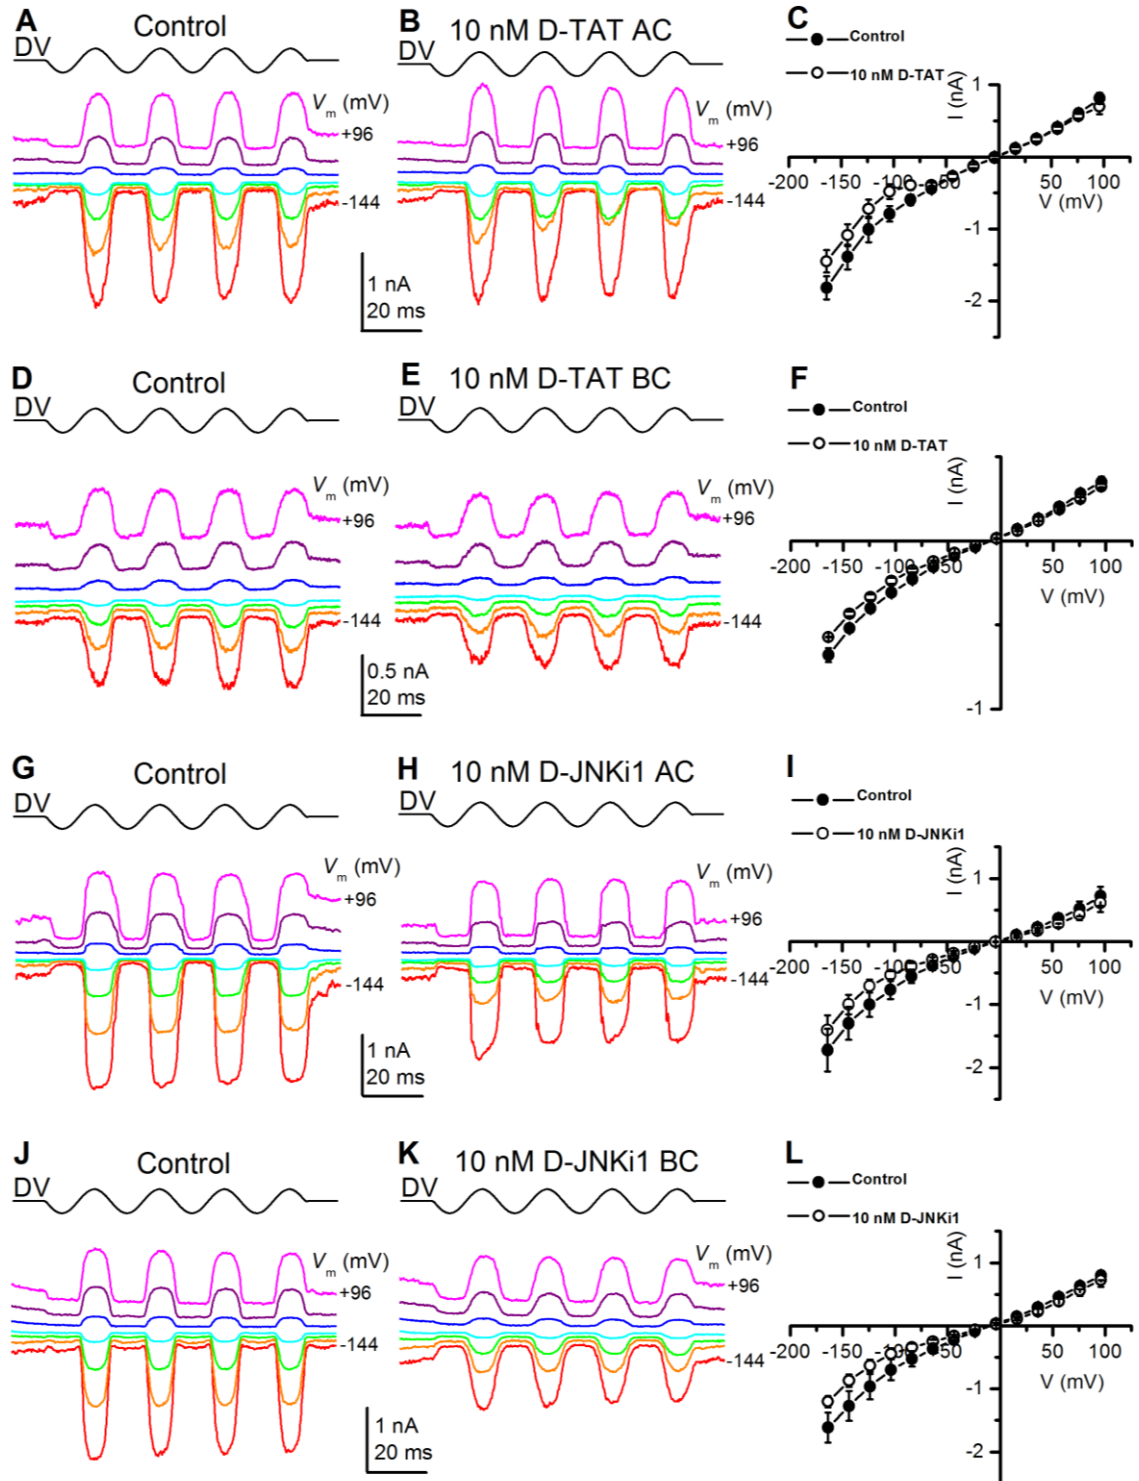 A Control
DV
Vm (mV)
+96
-144
1 nA
20 ms
B 10 nM D-TAT AC
DV
Vm (mV)
+96
-144
C
Control
10 nM D-TAT
I (nA)
1
-200 -150 -100 -50 50 100
V (mV)
-1
-2
D Control
DV
Vm (mV)
+96
-144
0.5 nA
20 ms
E 10 nM D-TAT BC
DV
Vm (mV)
+96
-144
F
Control
10 nM D-TAT
I (nA)
-200 -150 -100 -50 50 100
V (mV)
-1
G Control
DV
Vm (mV)
+96
-144
1 nA
20 ms
H 10 nM D-JNKi1 AC
DV
Vm (mV)
+96
-144
I
Control
10 nM D-JNKi1
I (nA)
1
-200 -150 -100 -50 50 100
V (mV)
-1
-2
J Control
DV
Vm (mV)
+96
-144
1 nA
20 ms
K 10 nM D-JNKi1 BC
DV
Vm (mV)
+96
-144
L
Control
10 nM D-JNKi1
I (nA)
1
-200 -150 -100 -50 50 100
V (mV)
-1
-2